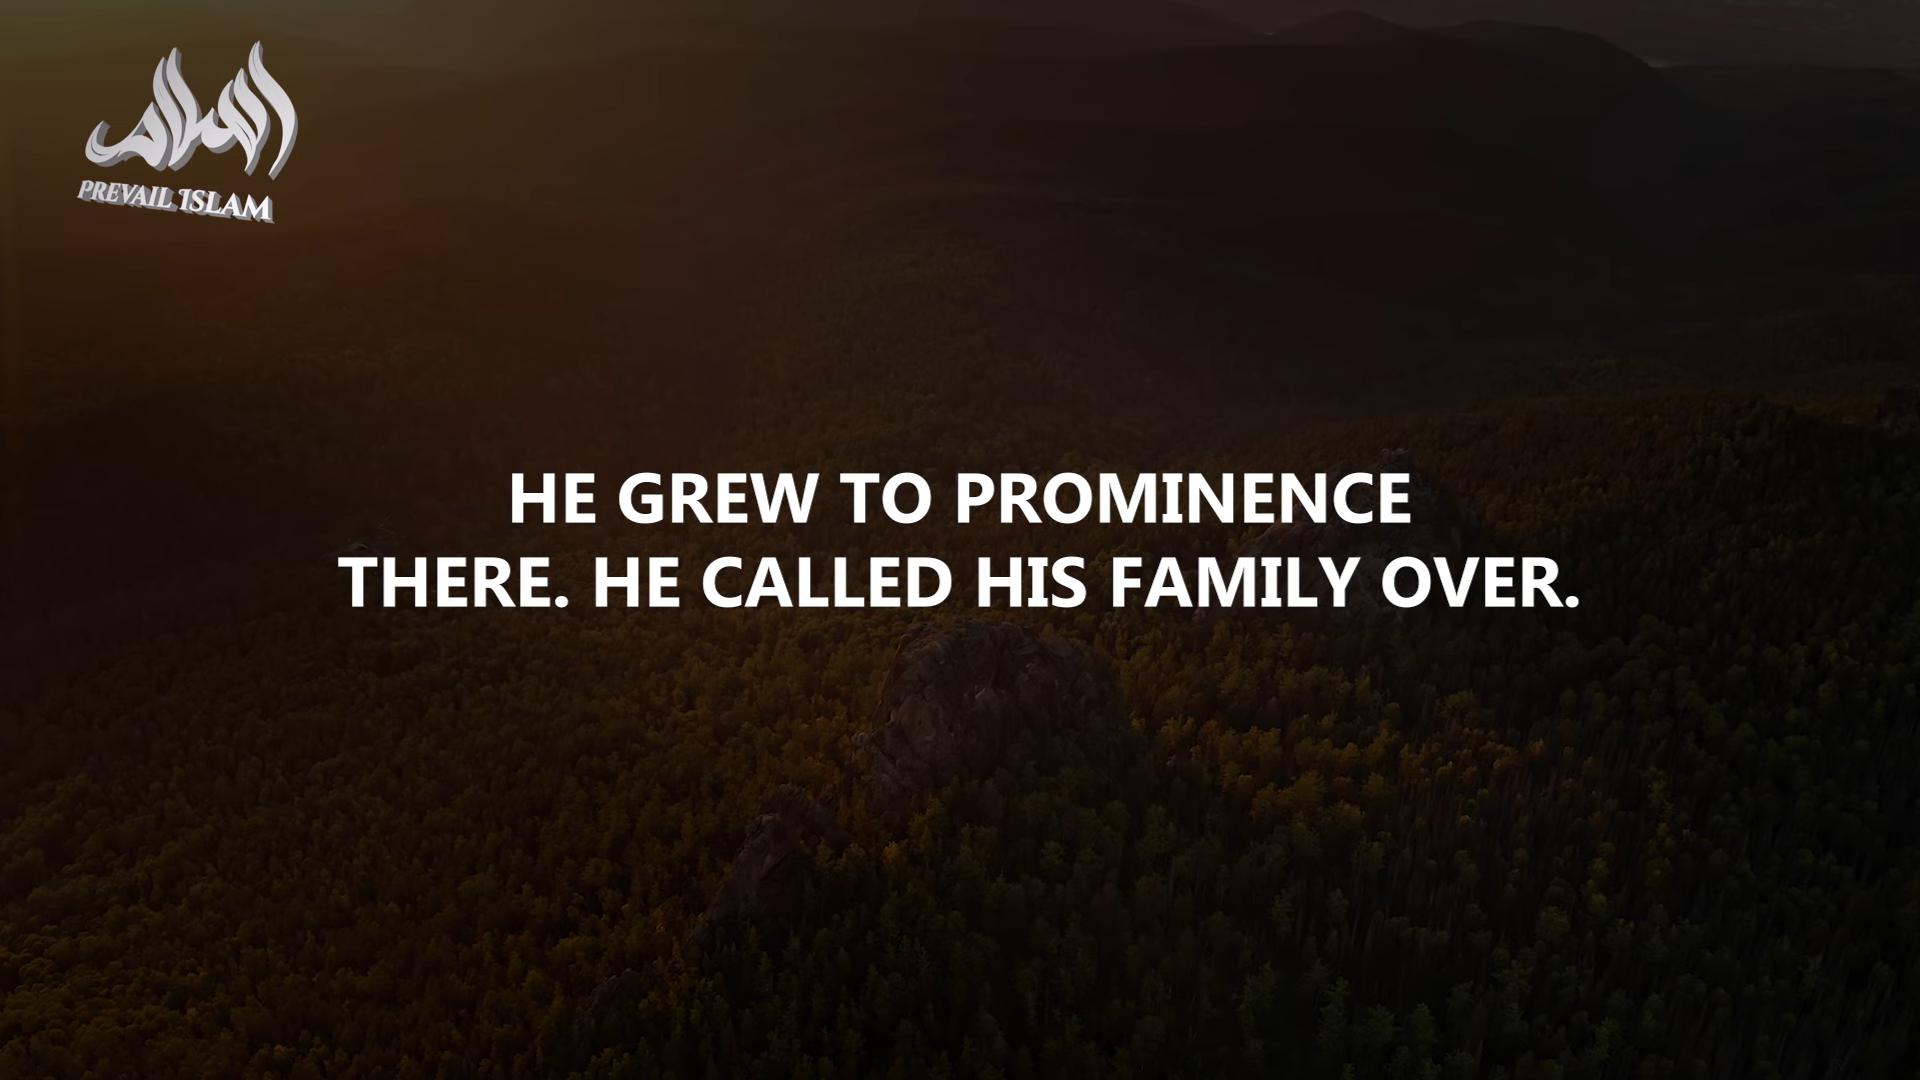 PREVAIL ISLAM
HE GREW TO PROMINENCE
THERE. HE CALLED HIS FAMILY OVER.